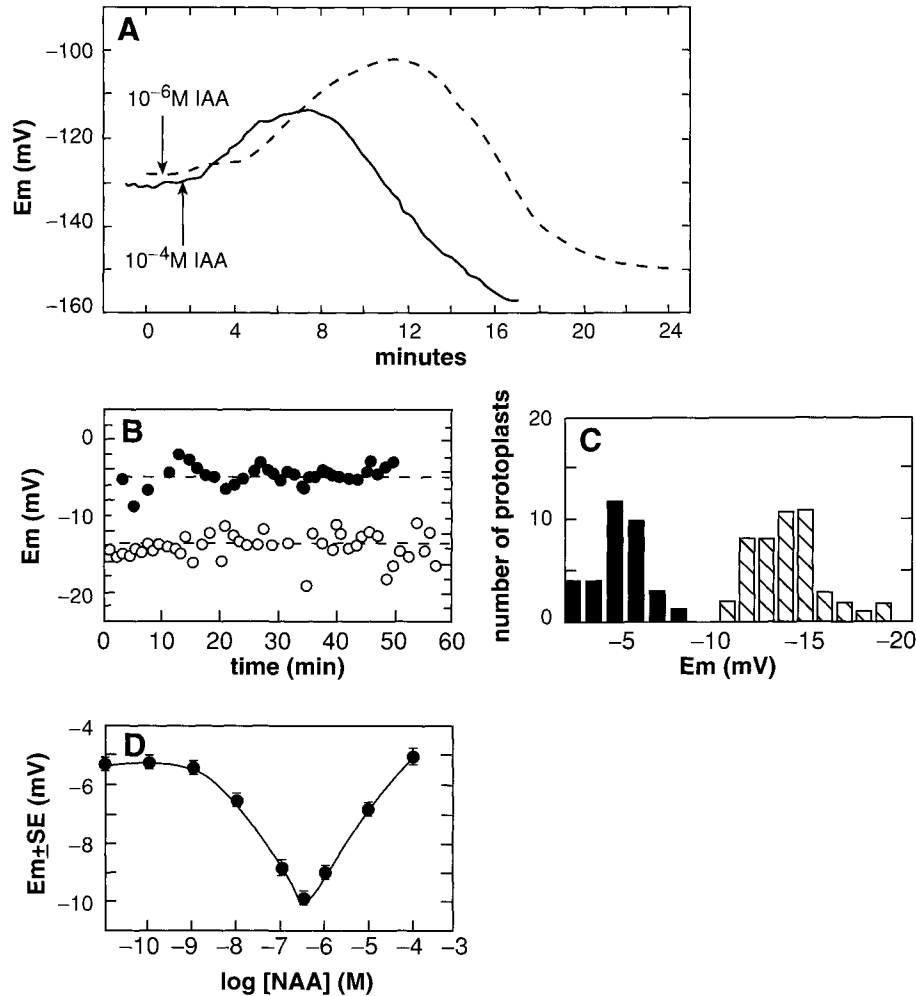 A
Em (mV)
−100
−120
−140
−160
10⁻⁶M IAA
10⁻⁴M IAA
0 4 8 12 16 20 24
minutes
B
Em (mV)
0
−10
−20
0 10 20 30 40 50 60
time (min)
C
number of protoplasts
20
10
0
−5 −10 −15 −20
Em (mV)
D
Em±SE (mV)
−4
−6
−8
−10
−10 −9 −8 −7 −6 −5 −4 −3
log [NAA] (M)